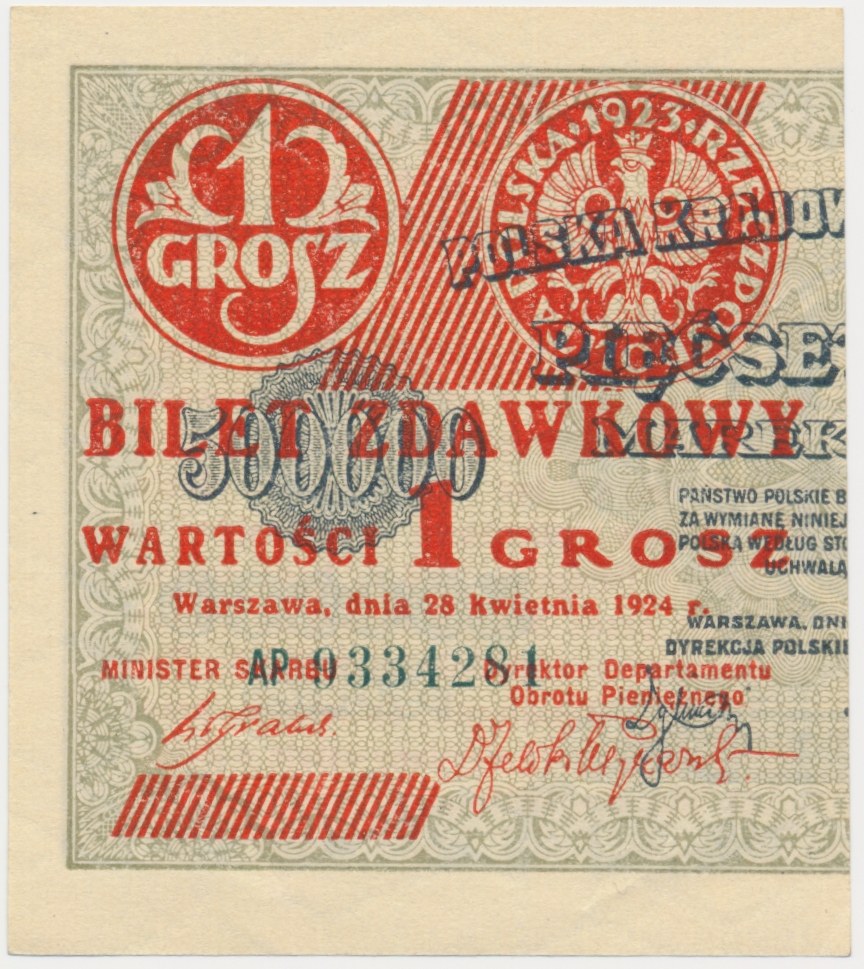 1
GROSZ
RZECZPOSPOLITA POLSKA·1923·
POLSKA KRAJOW
PIĘĆSET
BILET ZDAWKOWY
500000
MAREK
PAŃSTWO POLSKIE B
ZA WYMIANĘ NINIEJ
POLSKĄ WEDŁUG STO
UCHWALĄ
WARTOŚCI 1 GROSZ
Warszawa, dnia 28 kwietnia 1924 r.
WARSZAWA, DNI
DYREKCJA POLSKIE
MINISTER SKARBU
AP 0334281
Dyrektor Departamentu
Obrotu Pieniężnego